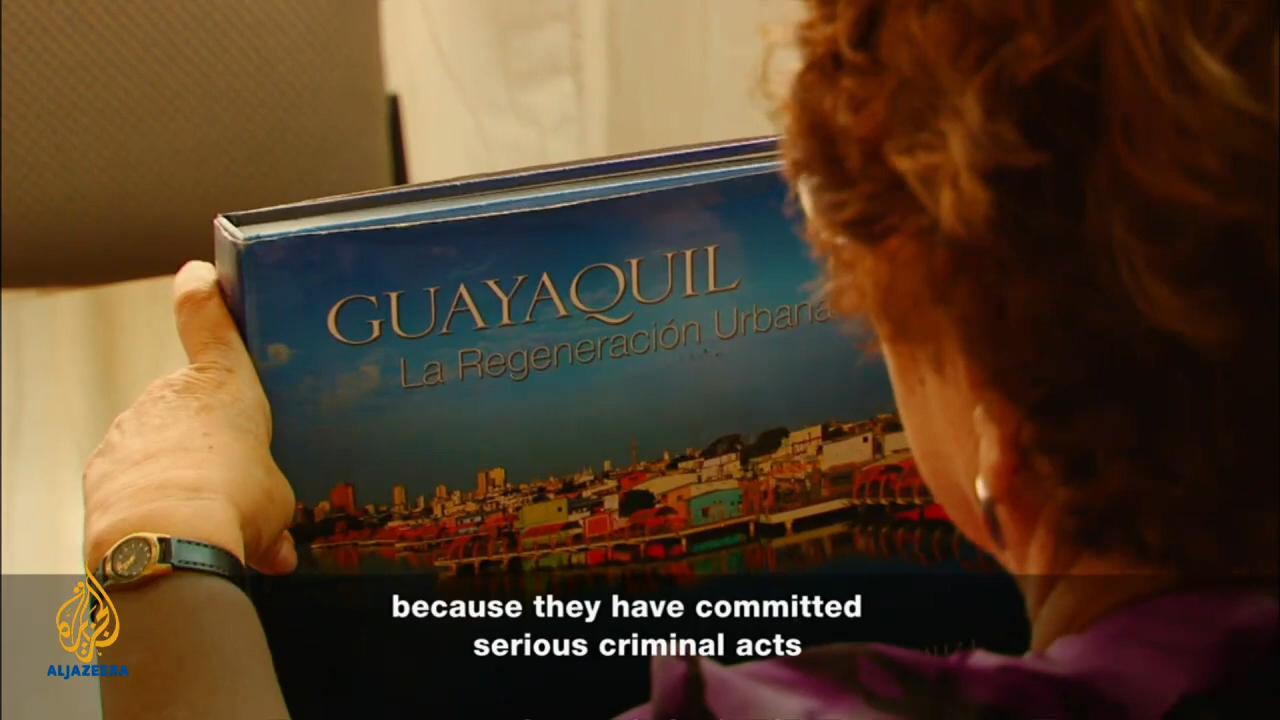 GUAYAQUIL
La Regeneración Urbana
because they have committed
serious criminal acts
ALJAZEERA